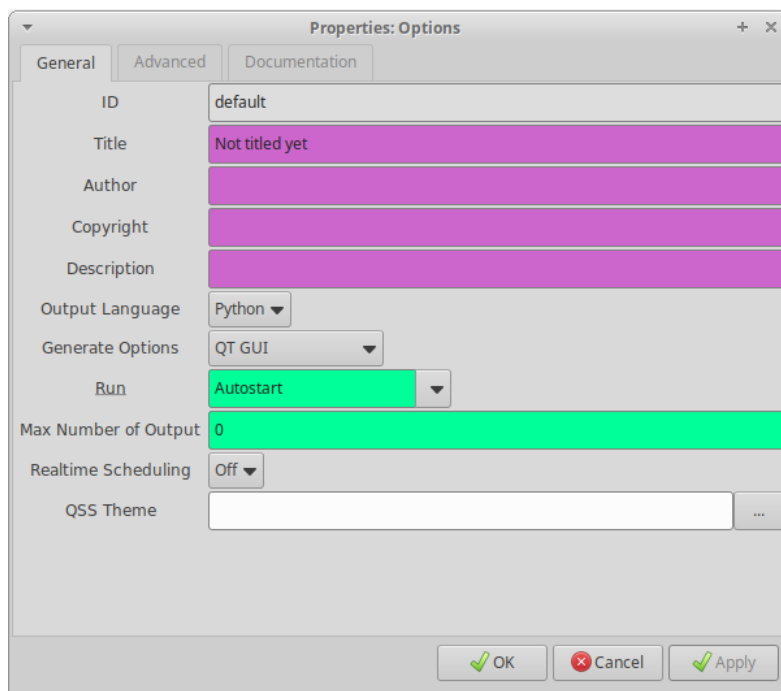 Properties: Options
General Advanced Documentation
ID default
Title Not titled yet
Author
Copyright
Description
Output Language Python
Generate Options QT GUI
Run Autostart
Max Number of Output 0
Realtime Scheduling Off
QSS Theme ...
OK Cancel Apply